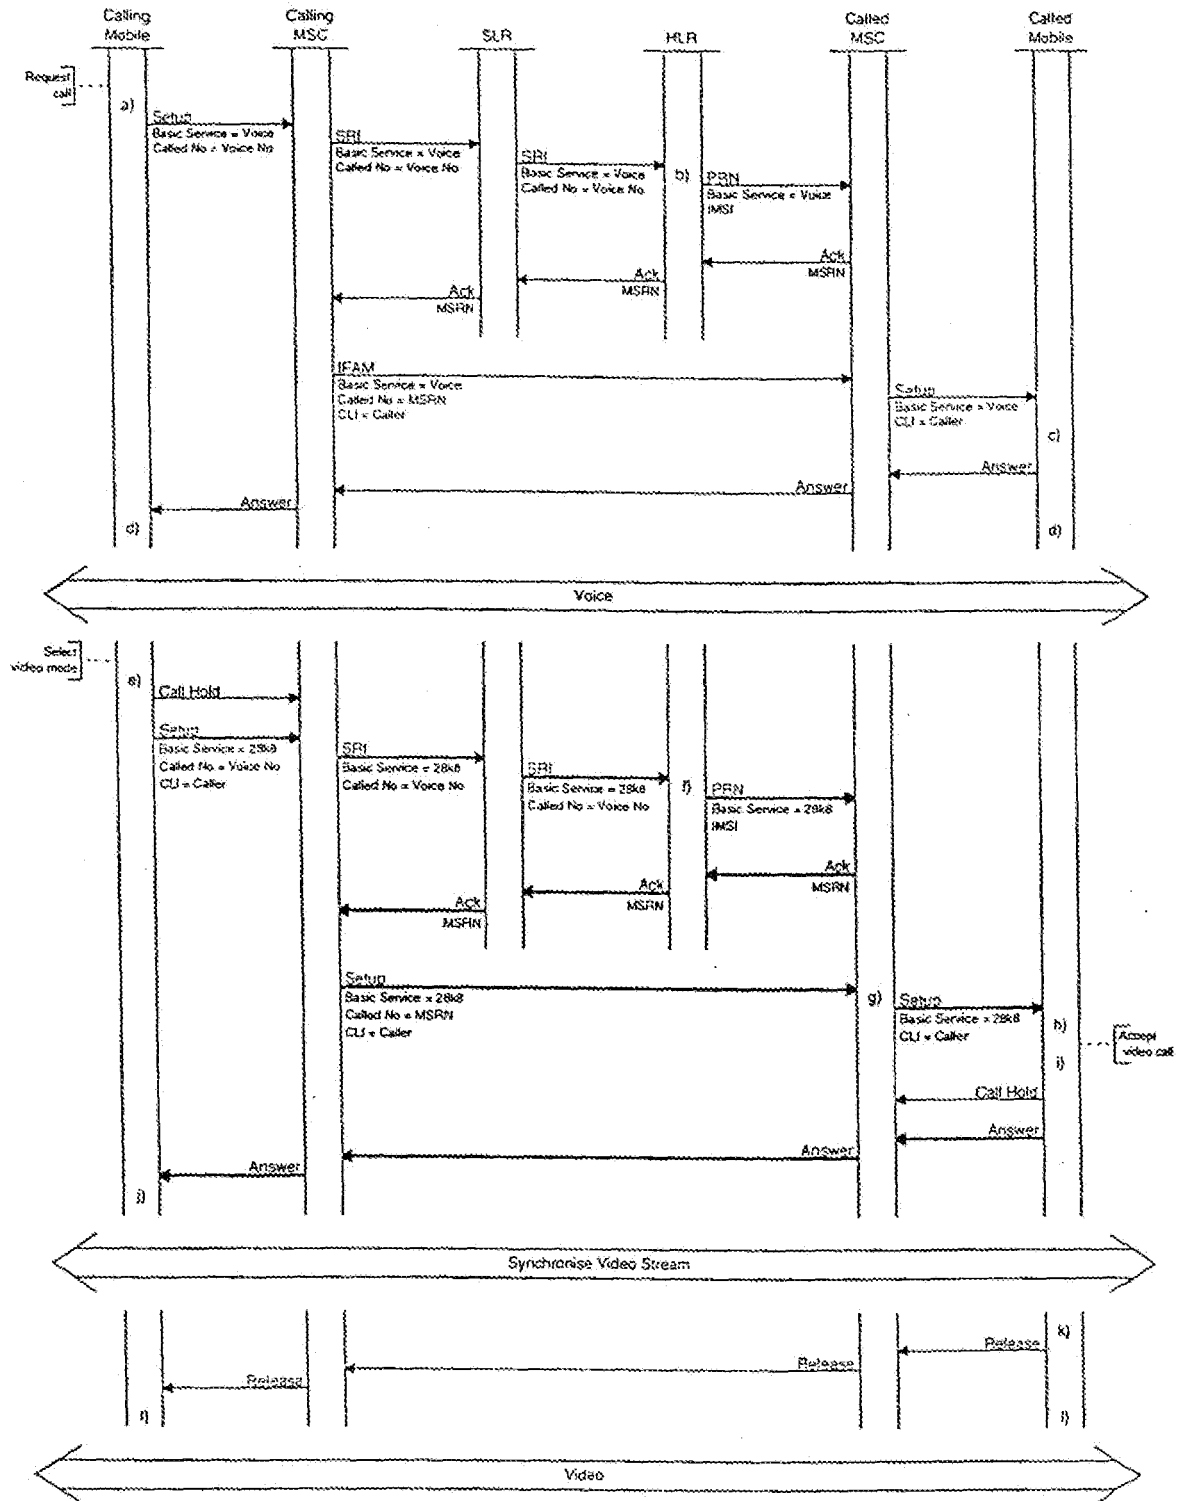 Calling
Mobile
Calling
MSC
SLR
HLR
Called
MSC
Called
Mobile
Request
call
a)
Setup
Basic Service = Voice
Called No = Voice No
SRI
Basic Service = Voice
Called No = Voice No
SRI
Basic Service = Voice
Called No = Voice No
b)
PRN
Basic Service = Voice
IMSI
Ack
MSRN
Ack
MSRN
Ack
MSRN
IFAM
Basic Service = Voice
Called No = MSRN
CLI = Caller
Setup
Basic Service = Voice
CLI = Caller
c)
Answer
Answer
Answer
d)
d)
Voice
Select
video mode
e)
Call Hold
Setup
Basic Service = 28k8
Called No = Voice No
CLI = Caller
SRI
Basic Service = 28k8
Called No = Voice No
SRI
Basic Service = 28k8
Called No = Voice No
f)
PRN
Basic Service = 28k8
IMSI
Ack
MSRN
Ack
MSRN
Ack
MSRN
Setup
Basic Service = 28k8
Called No = MSRN
CLI = Caller
g)
Setup
Basic Service = 28k8
CLI = Caller
h)
Accept
video call
i)
Call Hold
Answer
Answer
Answer
j)
Synchronise Video Stream
k)
Release
Release
Release
l)
l)
Video